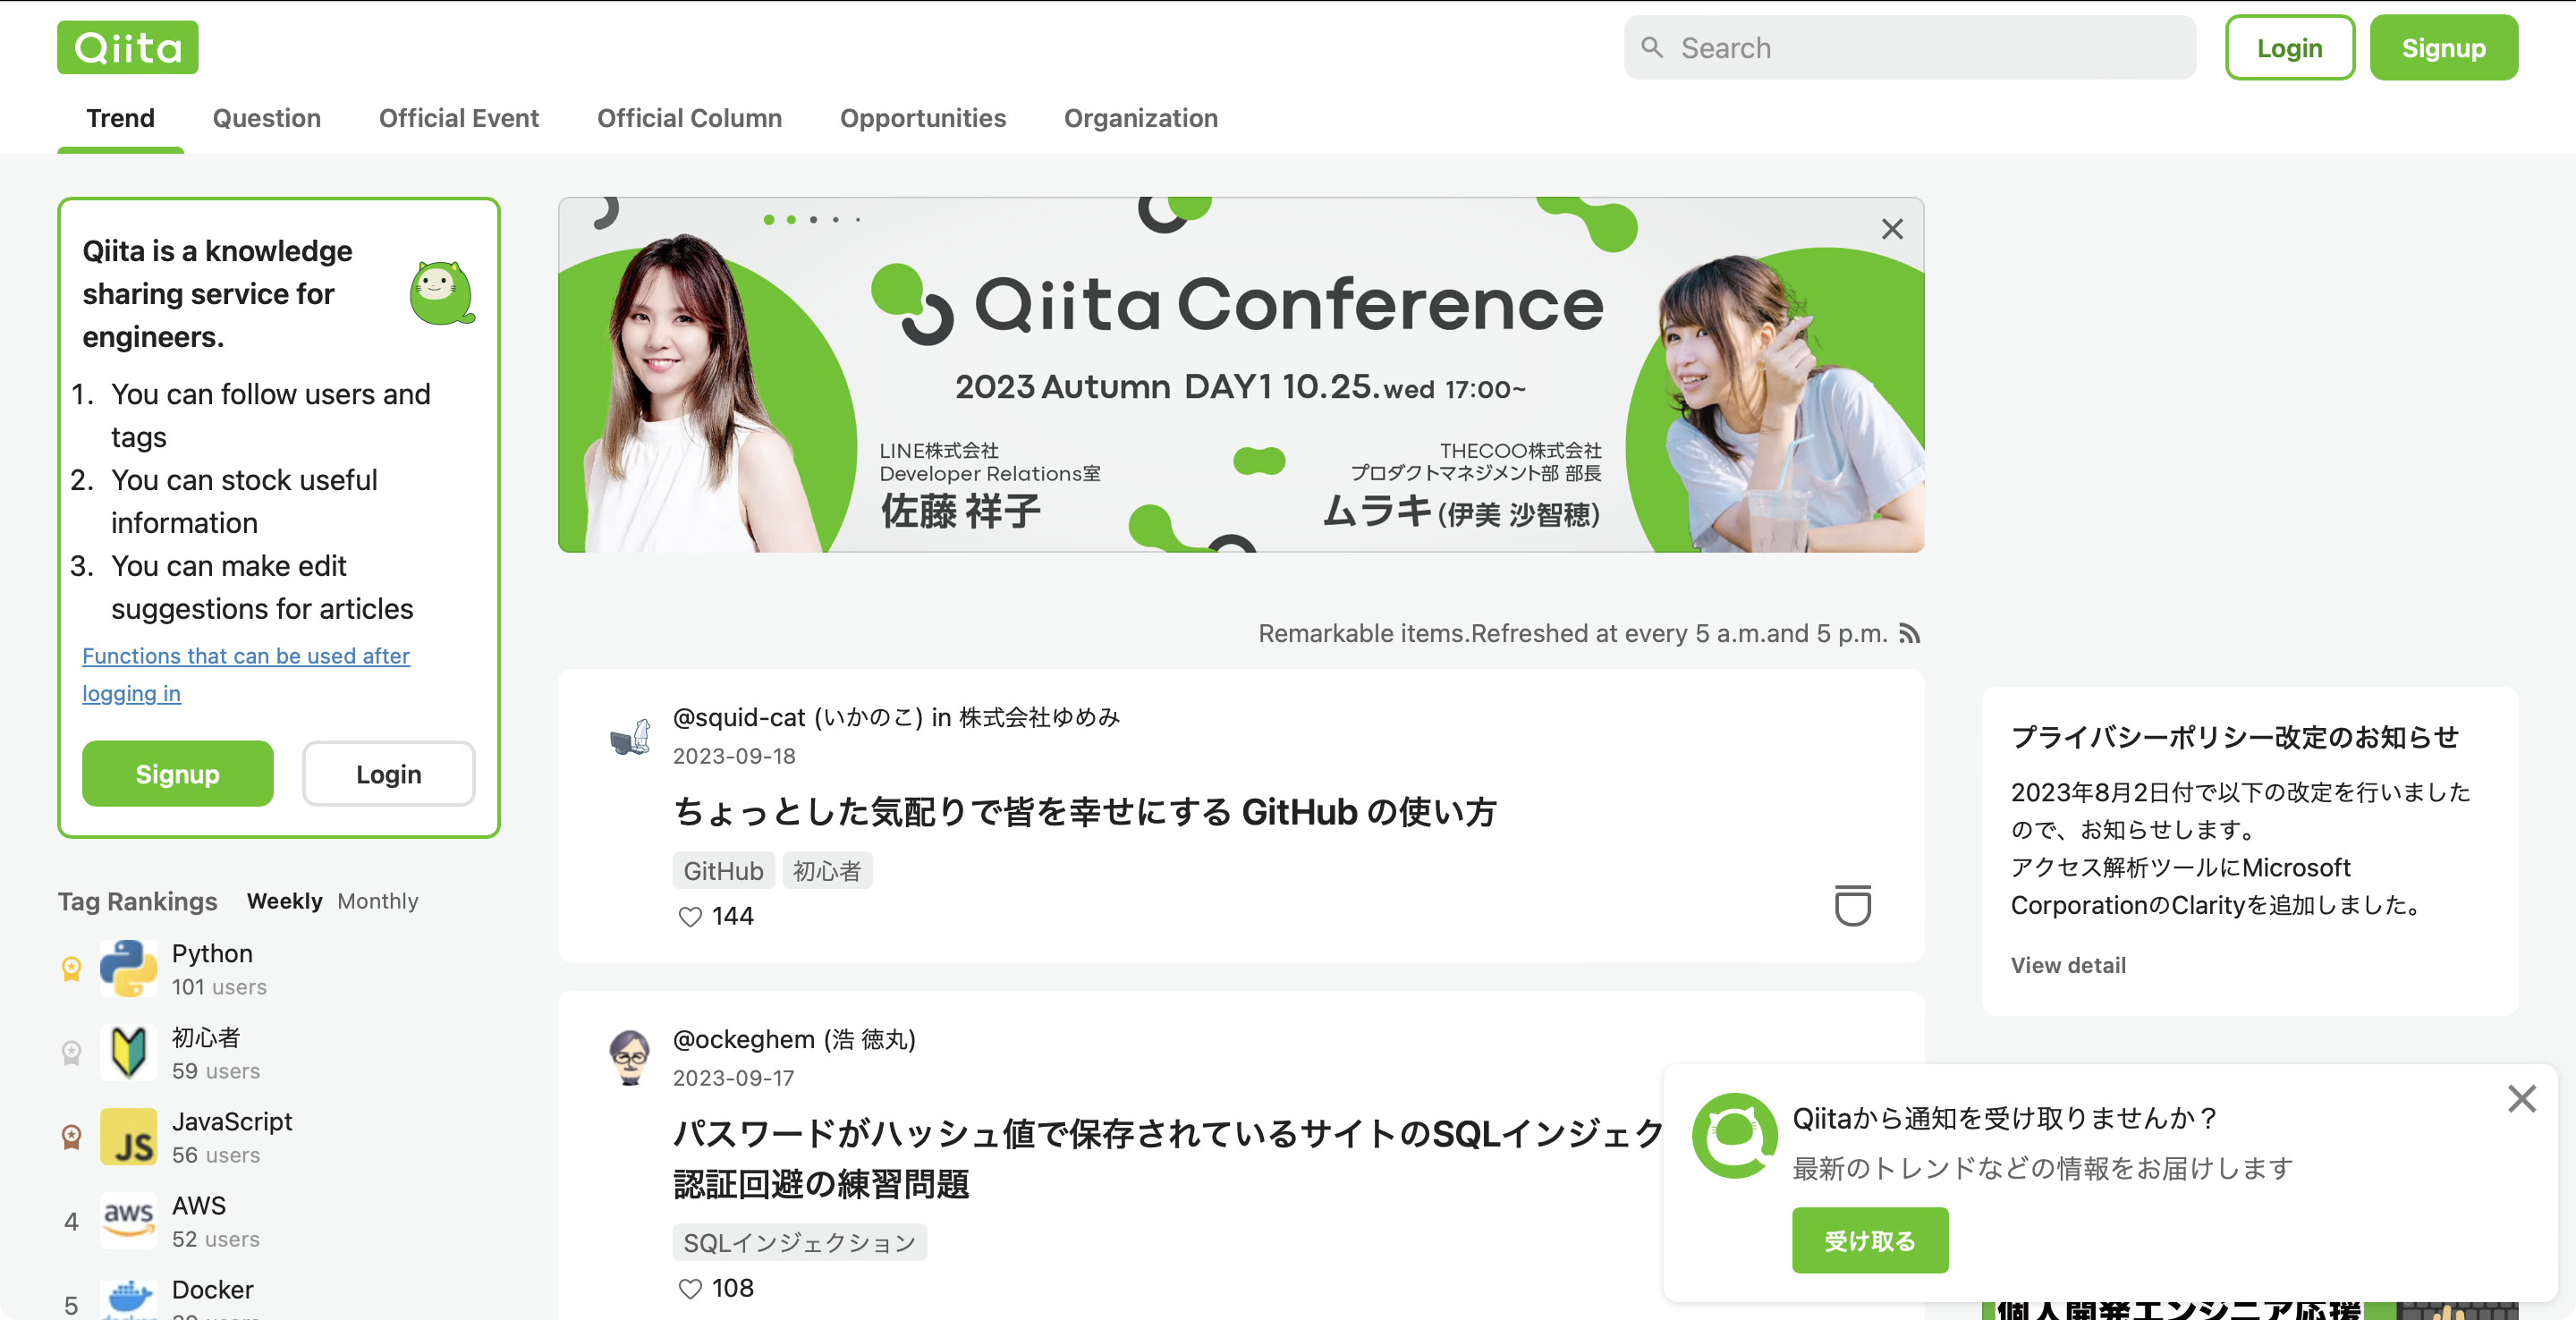 Qiita
Search
Login
Signup
Trend
Question
Official Event
Official Column
Opportunities
Organization
Qiita is a knowledge
sharing service for
engineers.
1. You can follow users and
tags
2. You can stock useful
information
3. You can make edit
suggestions for articles
Functions that can be used after
logging in
Signup
Login
Tag Rankings
Weekly
Monthly
Python
101 users
初心者
59 users
JS
JavaScript
56 users
4
aws
AWS
52 users
5
Docker
Qiita Conference
2023 Autumn DAY1 10.25.wed 17:00~
LINE株式会社
Developer Relations室
佐藤 祥子
THECOO株式会社
プロダクトマネジメント部 部長
ムラキ(伊美 沙智穂)
Remarkable items.Refreshed at every 5 a.m.and 5 p.m.
@squid-cat (いかのこ) in 株式会社ゆめみ
2023-09-18
ちょっとした気配りで皆を幸せにする GitHub の使い方
GitHub
初心者
144
@ockeghem (浩 徳丸)
2023-09-17
パスワードがハッシュ値で保存されているサイトのSQLインジェク
認証回避の練習問題
SQLインジェクション
108
プライバシーポリシー改定のお知らせ
2023年8月2日付で以下の改定を行いました
ので、お知らせします。
アクセス解析ツールにMicrosoft
CorporationのClarityを追加しました。
View detail
Qiitaから通知を受け取りませんか？
最新のトレンドなどの情報をお届けします
受け取る
個人開発エンジニア応援